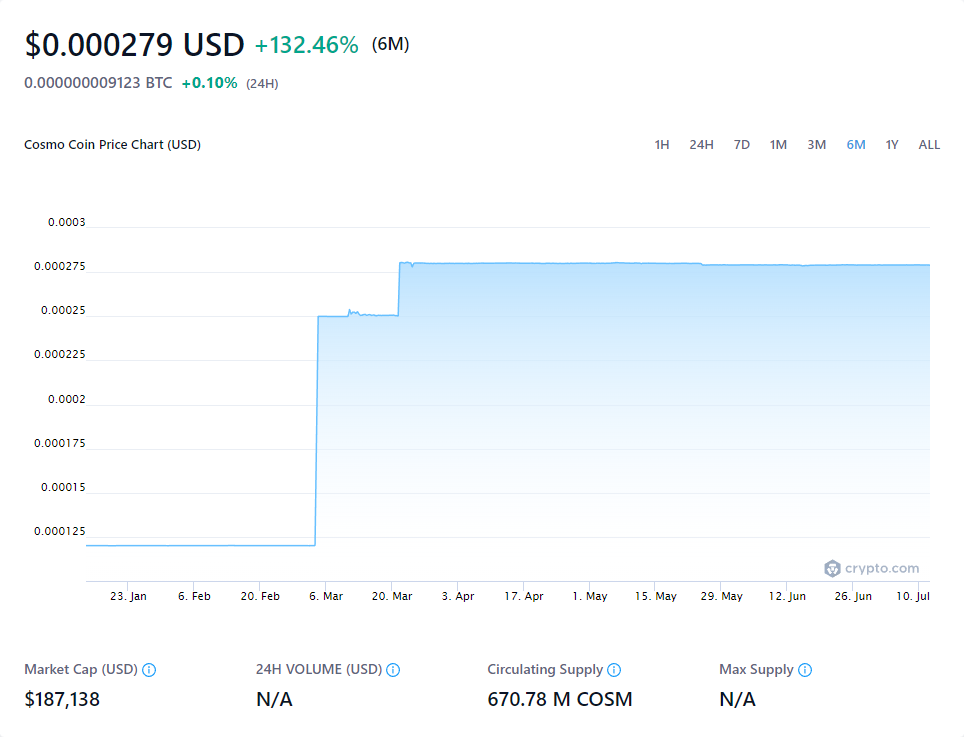 $0.000279 USD +132.46% (6M)
0.000000009123 BTC +0.10% (24H)
Cosmo Coin Price Chart (USD) 1H 24H 7D 1M 3M 6M 1Y ALL
0.0003
0.000275
0.00025
0.000225
0.0002
0.000175
0.00015
0.000125
crypto.com
23. Jan 6. Feb 20. Feb 6. Mar 20. Mar 3. Apr 17. Apr 1. May 15. May 29. May 12. Jun 26. Jun 10. Jul
Market Cap (USD) 24H VOLUME (USD) Circulating Supply Max Supply
$187,138 N/A 670.78 M COSM N/A